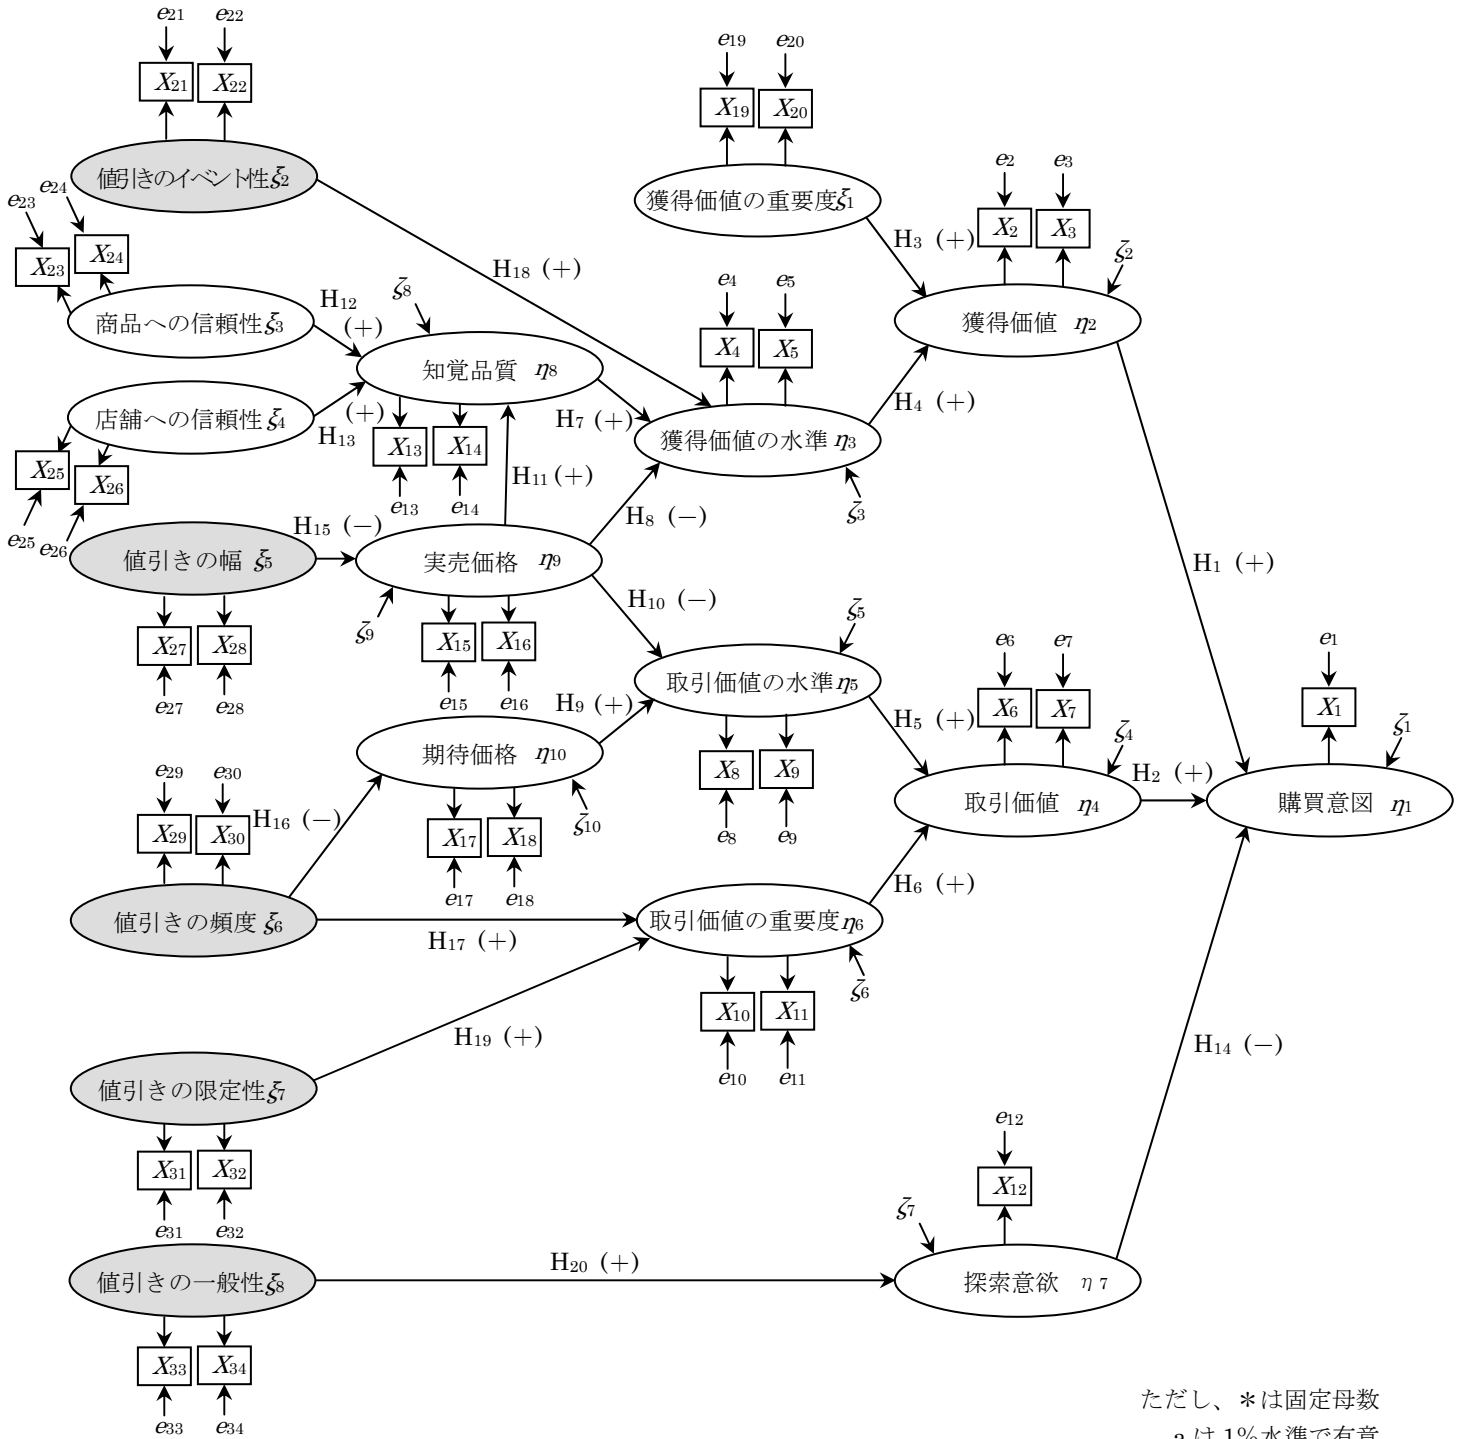 e21 e22
X21 X22
値引きのイベント性ξ2
e23 e24
X23 X24
商品への信頼性ξ3
H12
(+)
店舗への信頼性ξ4
(+)
H13
X25 X26
e25 e26
ζ8
知覚品質 η8
X13 X14
e13 e14
H18 (+)
H7 (+)
H11(+)
e19 e20
X19 X20
獲得価値の重要度ξ1
H3 (+)
e2 e3
X2 X3
ζ2
獲得価値 η2
e4 e5
X4 X5
獲得価値の水準 η3
H4 (+)
ζ3
H8 (−)
値引きの幅 ξ5
H15 (−)
実売価格 η9
ζ9
X27 X28
e27 e28
X15 X16
e15 e16
H10 (−)
ζ5
取引価値の水準η5
H9 (+)
X8 X9
e8 e9
H5 (+)
期待価格 η10
X17 X18
ζ10
e17 e18
H1 (+)
e6 e7
X6 X7
ζ4
取引価値 η4
H2 (+)
e1
X1
ζ1
購買意図 η1
e29 e30
X29 X30
H16 (−)
値引きの頻度 ξ6
H17 (+)
取引価値の重要度η6
H6 (+)
ζ6
X10 X11
e10 e11
H19 (+)
値引きの限定性ξ7
X31 X32
e31 e32
H14 (−)
e12
X12
ζ7
値引きの一般性ξ8
H20 (+)
探索意欲 η7
X33 X34
e33 e34
ただし、＊は固定母数
a は 1%水準で有意